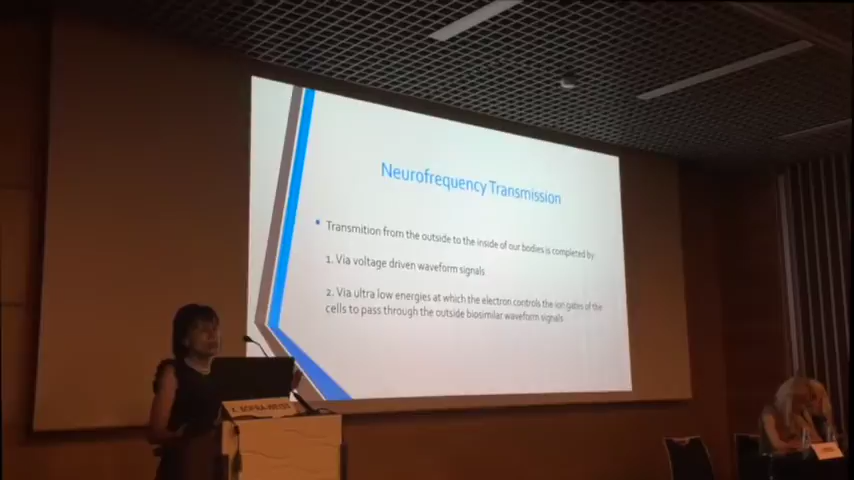 Neurofrequency Transmission
Transmition from the outside to the inside of our bodies is completed by
1. Via voltage driven waveform signals
2. Via ultra low energies at which the electron controls the ion gates of the
cells to pass through the outside biosimilar waveform signals
X. SOFRA-WEISS